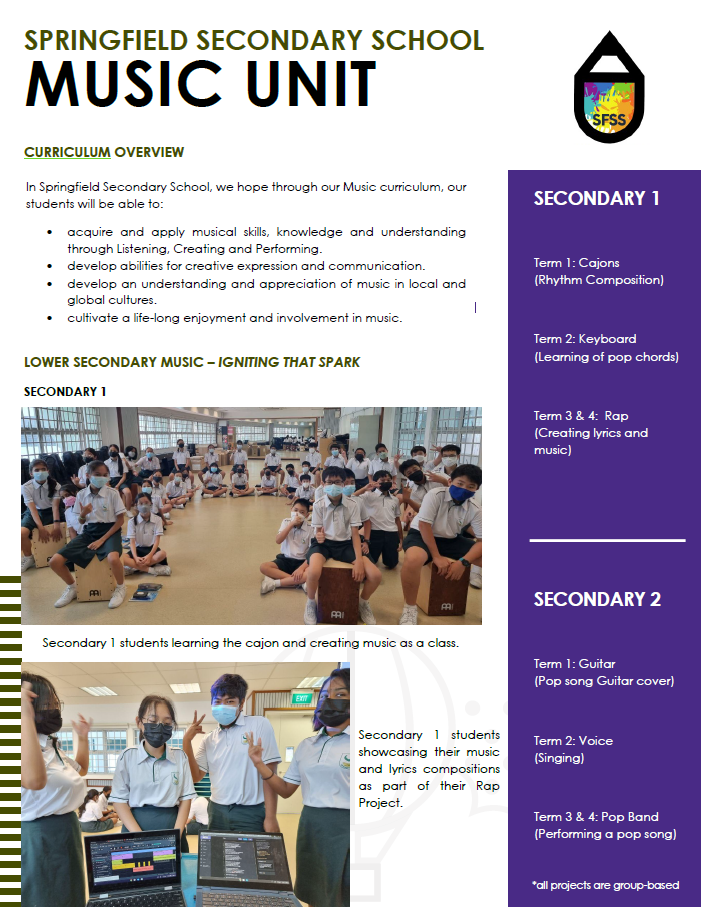 SPRINGFIELD SECONDARY SCHOOL
MUSIC UNIT
SFSS
CURRICULUM OVERVIEW
In Springfield Secondary School, we hope through our Music curriculum, our
students will be able to:
• acquire and apply musical skills, knowledge and understanding
through Listening, Creating and Performing.
• develop abilities for creative expression and communication.
• develop an understanding and appreciation of music in local and
global cultures.
• cultivate a life-long enjoyment and involvement in music.
LOWER SECONDARY MUSIC – IGNITING THAT SPARK
SECONDARY 1
Secondary 1 students learning the cajon and creating music as a class.
EXIT
Secondary 1 students
showcasing their music
and lyrics compositions
as part of their Rap
Project.
SECONDARY 1
Term 1: Cajons
(Rhythm Composition)
Term 2: Keyboard
(Learning of pop chords)
Term 3 & 4: Rap
(Creating lyrics and
music)
SECONDARY 2
Term 1: Guitar
(Pop song Guitar cover)
Term 2: Voice
(Singing)
Term 3 & 4: Pop Band
(Performing a pop song)
*all projects are group-based